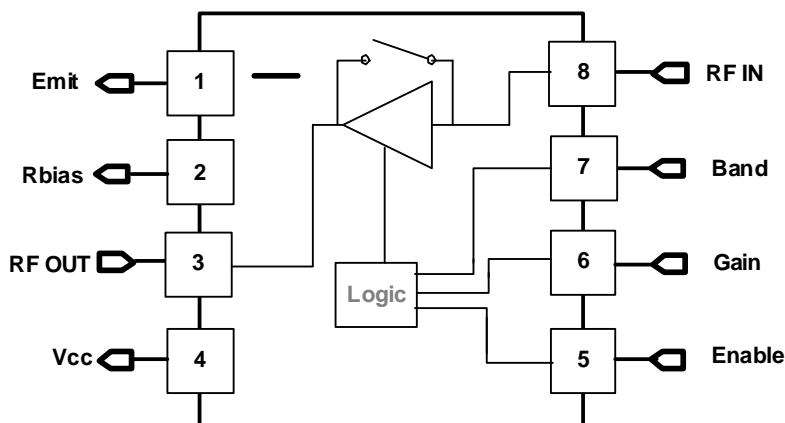 Emit 1 8 RF IN
Rbias 2 7 Band
RF OUT 3 6 Gain
Logic
Vcc 4 5 Enable